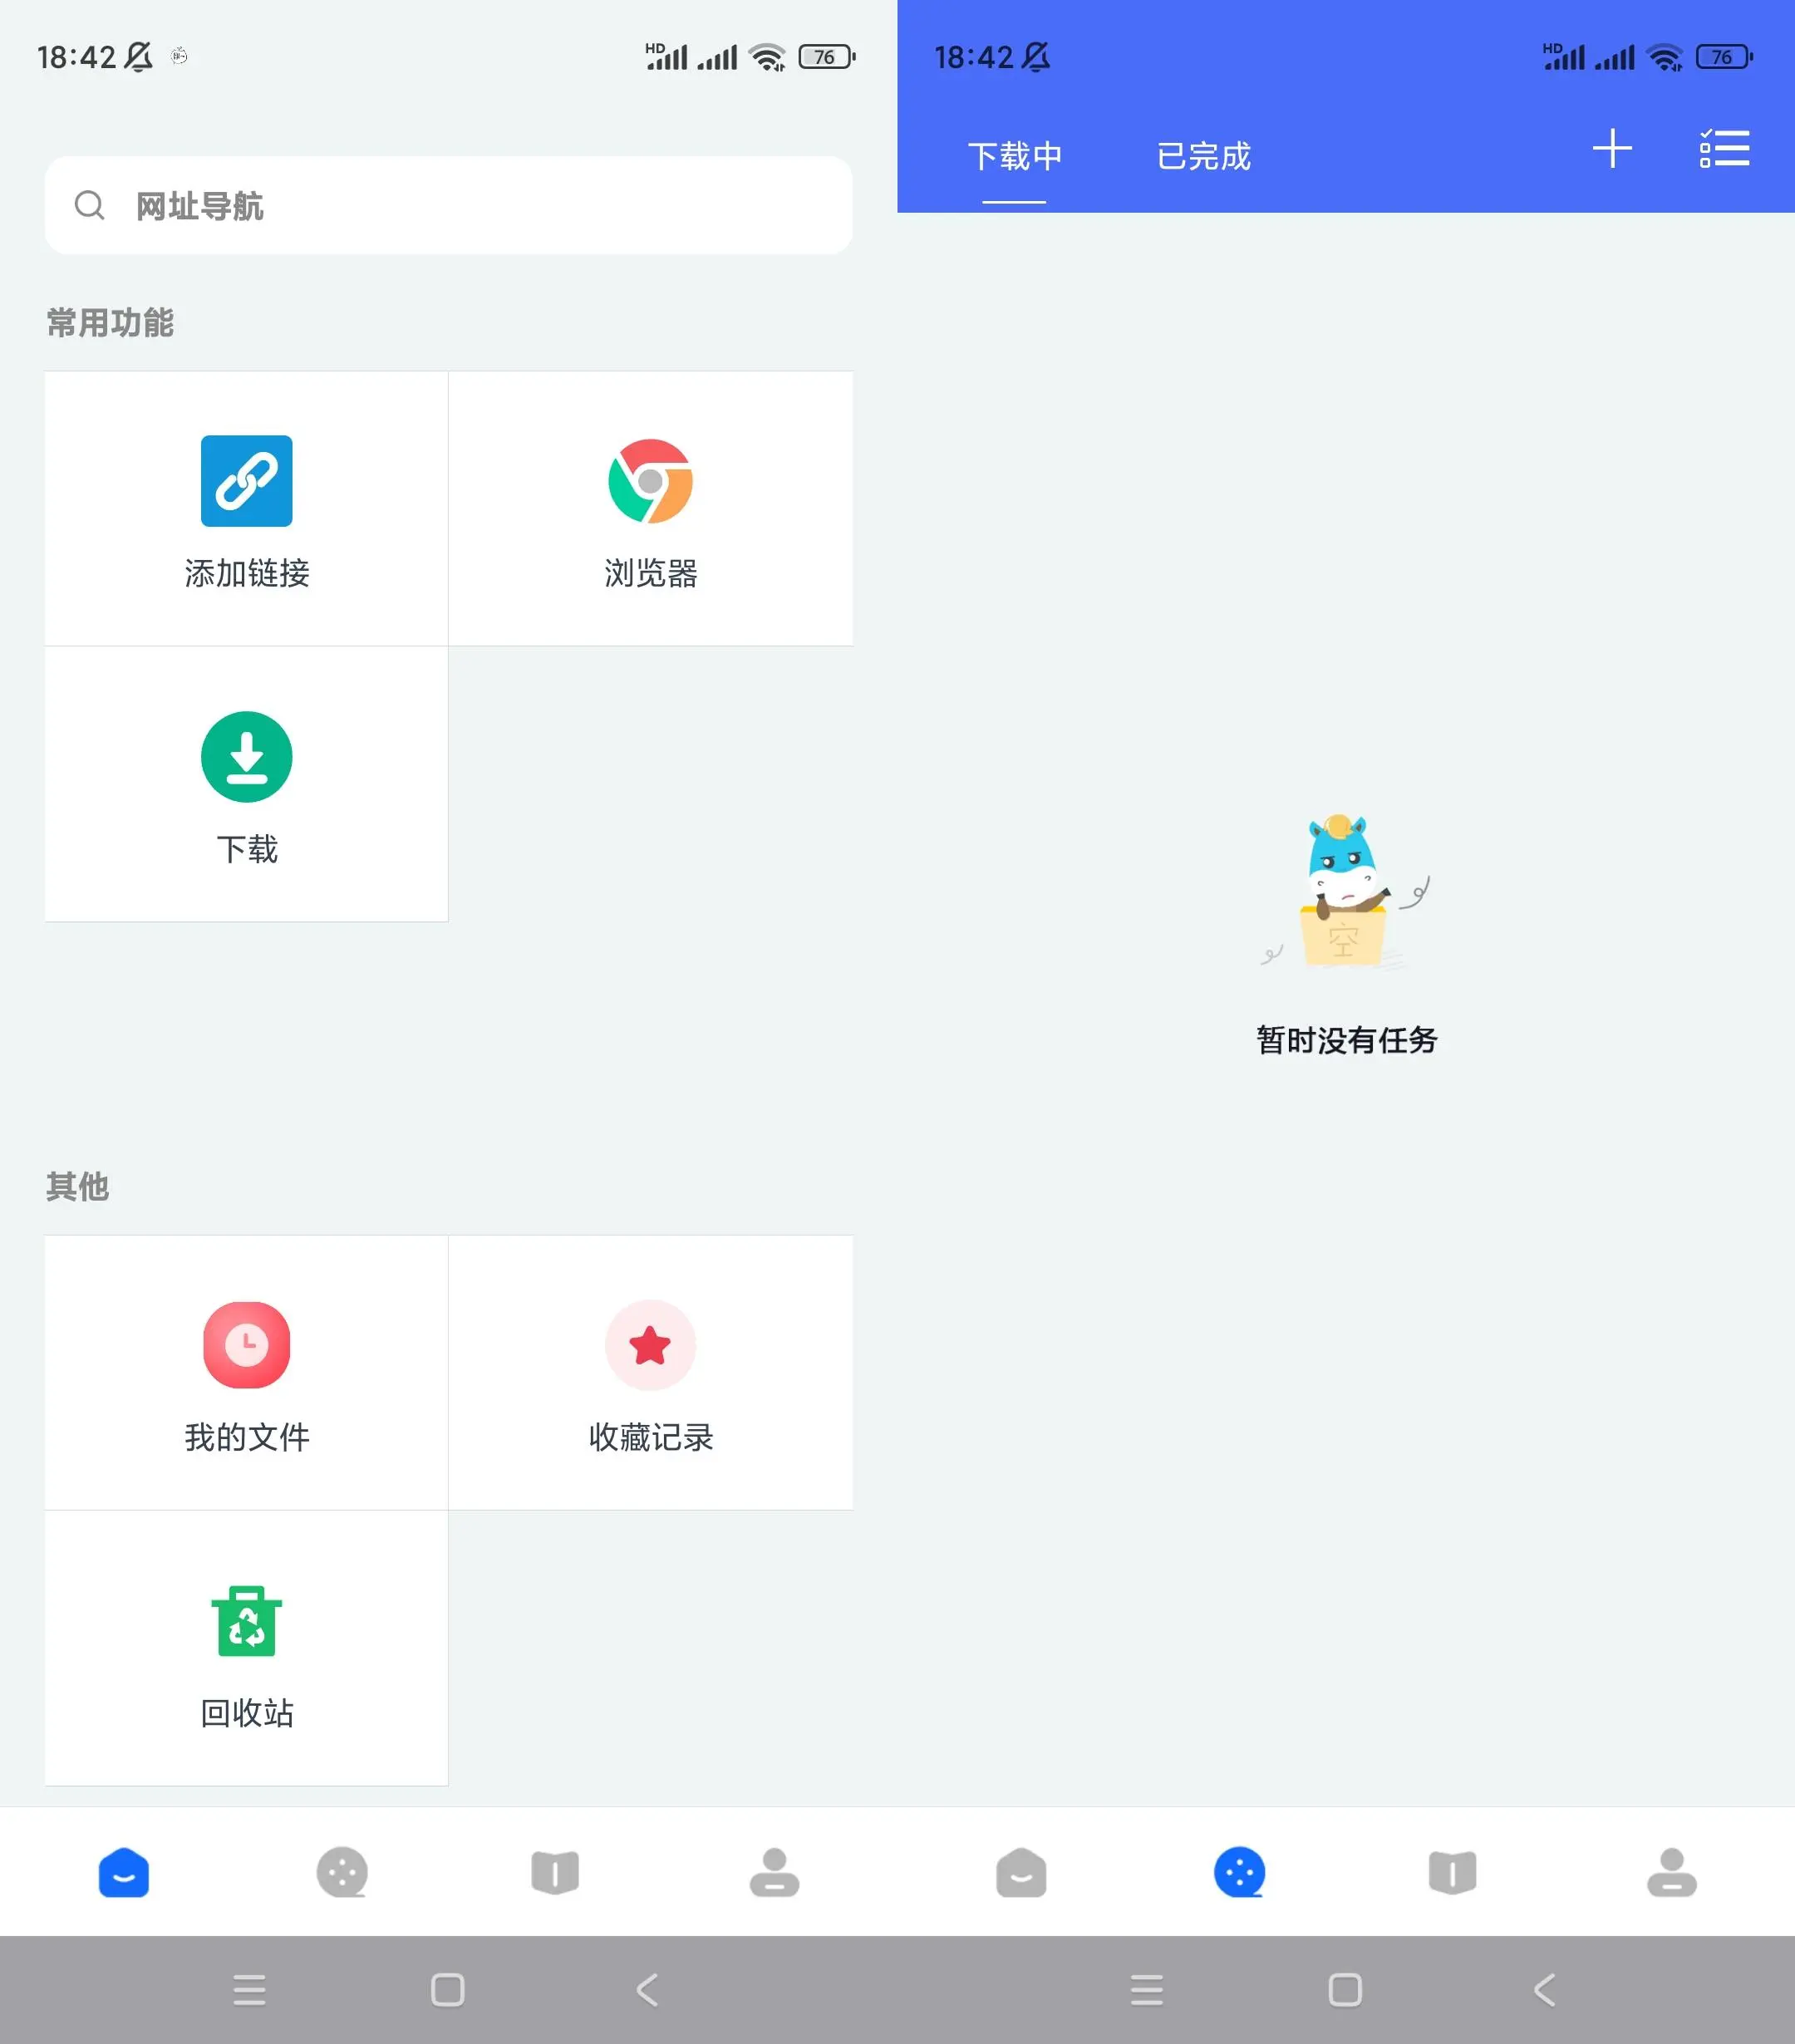 18:42
HD
76
网址导航
常用功能
添加链接
浏览器
下载
其他
我的文件
收藏记录
回收站
18:42
HD
76
下载中
已完成
空
暂时没有任务